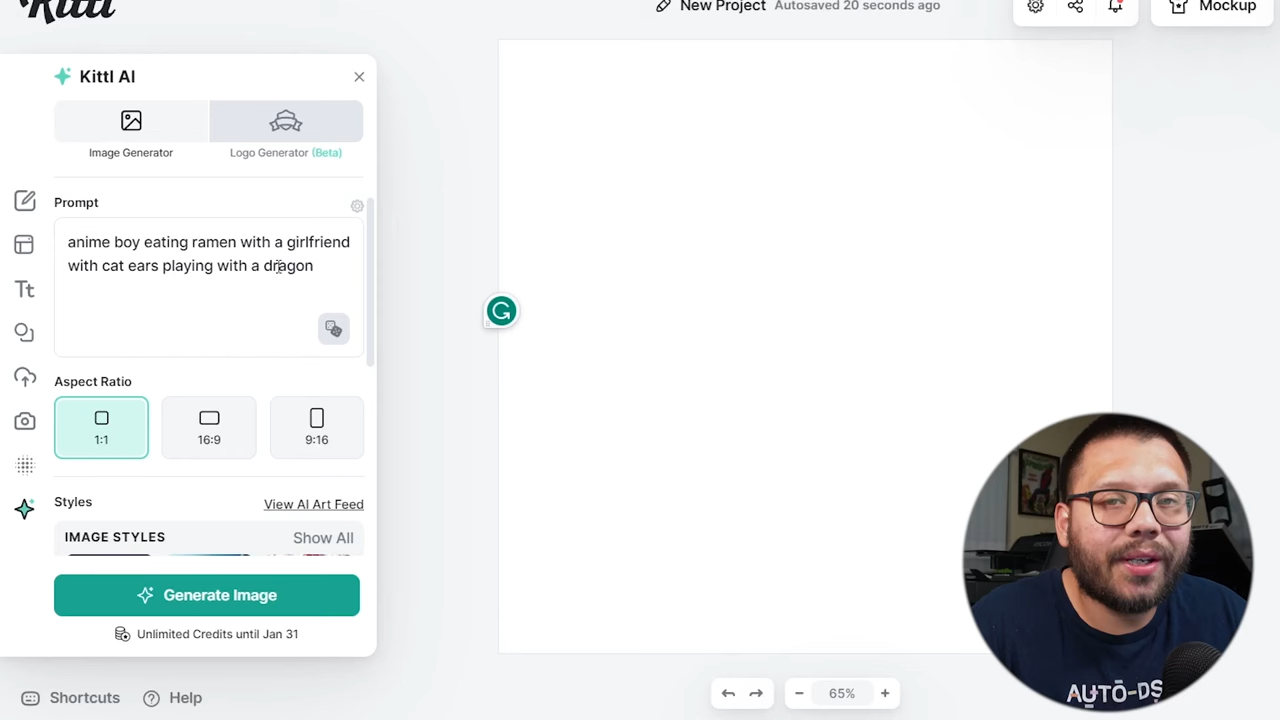 Kittl
New Project Autosaved 20 seconds ago
Mockup
Kittl AI
Image Generator
Logo Generator (Beta)
Prompt
anime boy eating ramen with a girlfriend
with cat ears playing with a dragon
Tt
Aspect Ratio
1:1
16:9
9:16
Styles
View AI Art Feed
IMAGE STYLES
Show All
Generate Image
Unlimited Credits until Jan 31
Shortcuts
Help
65%
AUTO-DS